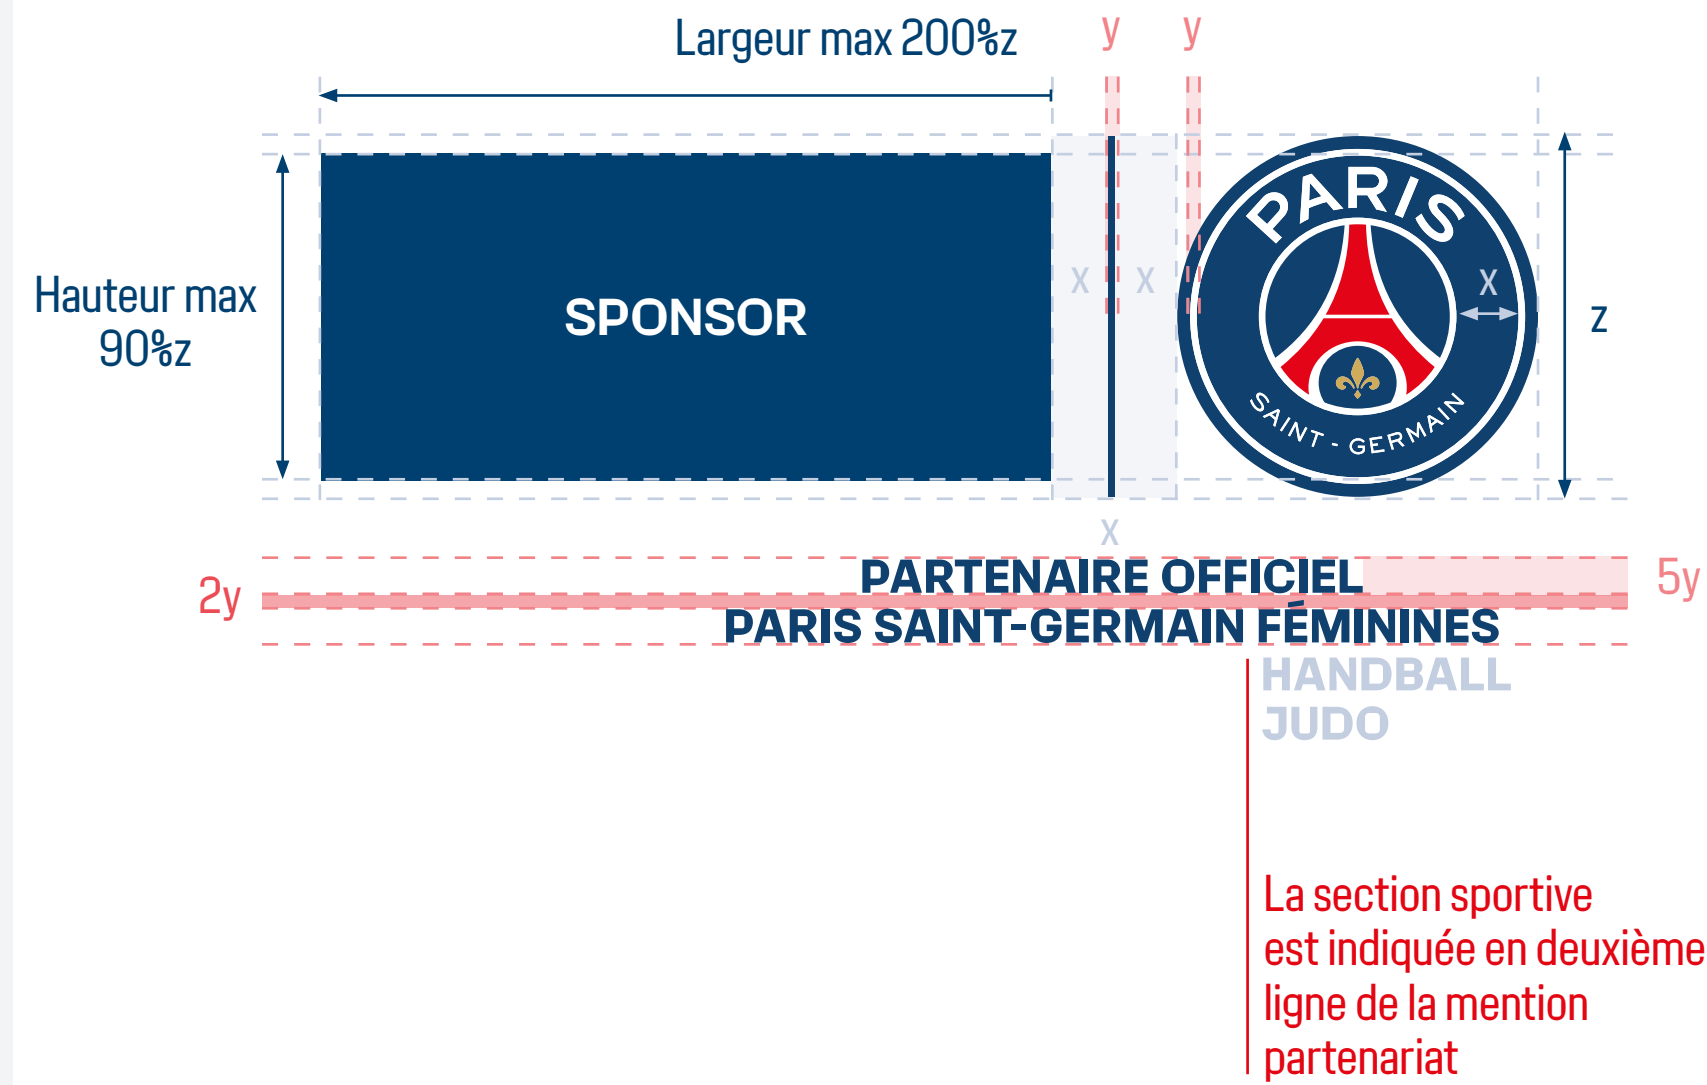 Largeur max 200%z
y
y
Hauteur max
90%z
SPONSOR
x
x
PARIS
SAINT - GERMAIN
x
z
x
2y
PARTENAIRE OFFICIEL
5y
PARIS SAINT-GERMAIN FÉMININES
HANDBALL
JUDO
La section sportive
est indiquée en deuxième
ligne de la mention
partenariat